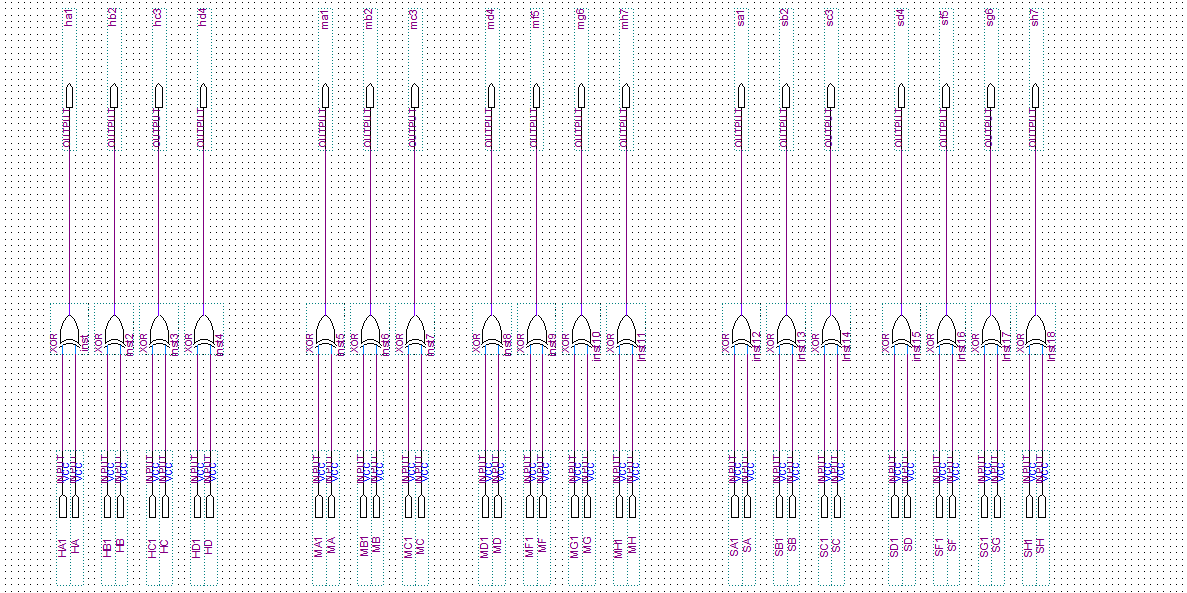 ha1 hb2 hc3 hd4 ma1 mb2 mc3 md4 mf5 mg6 mh7 sa1 sb2 sc3 sd4 sf5 sg6 sh7
OUTPUT OUTPUT OUTPUT OUTPUT OUTPUT OUTPUT OUTPUT OUTPUT OUTPUT OUTPUT OUTPUT OUTPUT OUTPUT OUTPUT OUTPUT OUTPUT OUTPUT OUTPUT
XOR inst XOR inst2 XOR inst3 XOR inst4 XOR inst5 XOR inst6 XOR inst7 XOR inst8 XOR inst9 XOR inst10 XOR inst11 XOR inst12 XOR inst13 XOR inst14 XOR inst15 XOR inst16 XOR inst17 XOR inst18
INPUT VCC INPUT VCC INPUT VCC INPUT VCC INPUT VCC INPUT VCC INPUT VCC INPUT VCC INPUT VCC INPUT VCC INPUT VCC INPUT VCC INPUT VCC INPUT VCC INPUT VCC INPUT VCC INPUT VCC INPUT VCC INPUT VCC INPUT VCC INPUT VCC INPUT VCC INPUT VCC INPUT VCC INPUT VCC INPUT VCC INPUT VCC INPUT VCC INPUT VCC INPUT VCC INPUT VCC INPUT VCC INPUT VCC INPUT VCC INPUT VCC INPUT VCC
HA1 HA HB1 HB HC1 HC HD1 HD MA1 MA MB1 MB MC1 MC MD1 MD MF1 MF MG1 MG MH1 MH SA1 SA SB1 SB SC1 SC SD1 SD SF1 SF SG1 SG SH1 SH